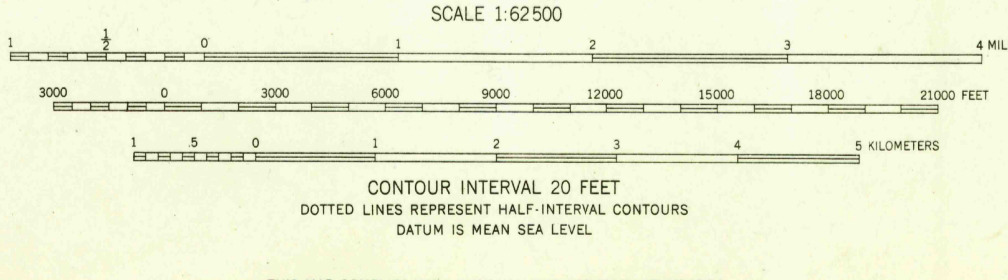 SCALE 1:62500
1 1/2 0 1 2 3 4 MIL
3000 0 3000 6000 9000 12000 15000 18000 21000 FEET
1 .5 0 1 2 3 4 5 KILOMETERS
CONTOUR INTERVAL 20 FEET
DOTTED LINES REPRESENT HALF-INTERVAL CONTOURS
DATUM IS MEAN SEA LEVEL